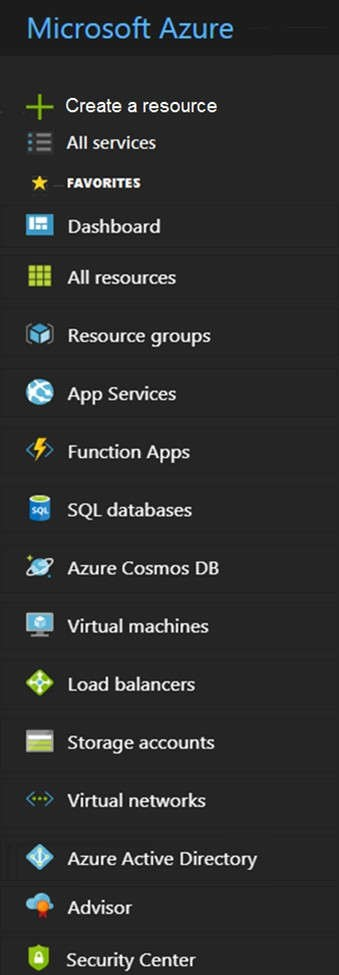 Microsoft Azure
Create a resource
All services
FAVORITES
Dashboard
All resources
Resource groups
App Services
Function Apps
SQL
SQL databases
Azure Cosmos DB
Virtual machines
Load balancers
Storage accounts
Virtual networks
Azure Active Directory
Advisor
Security Center